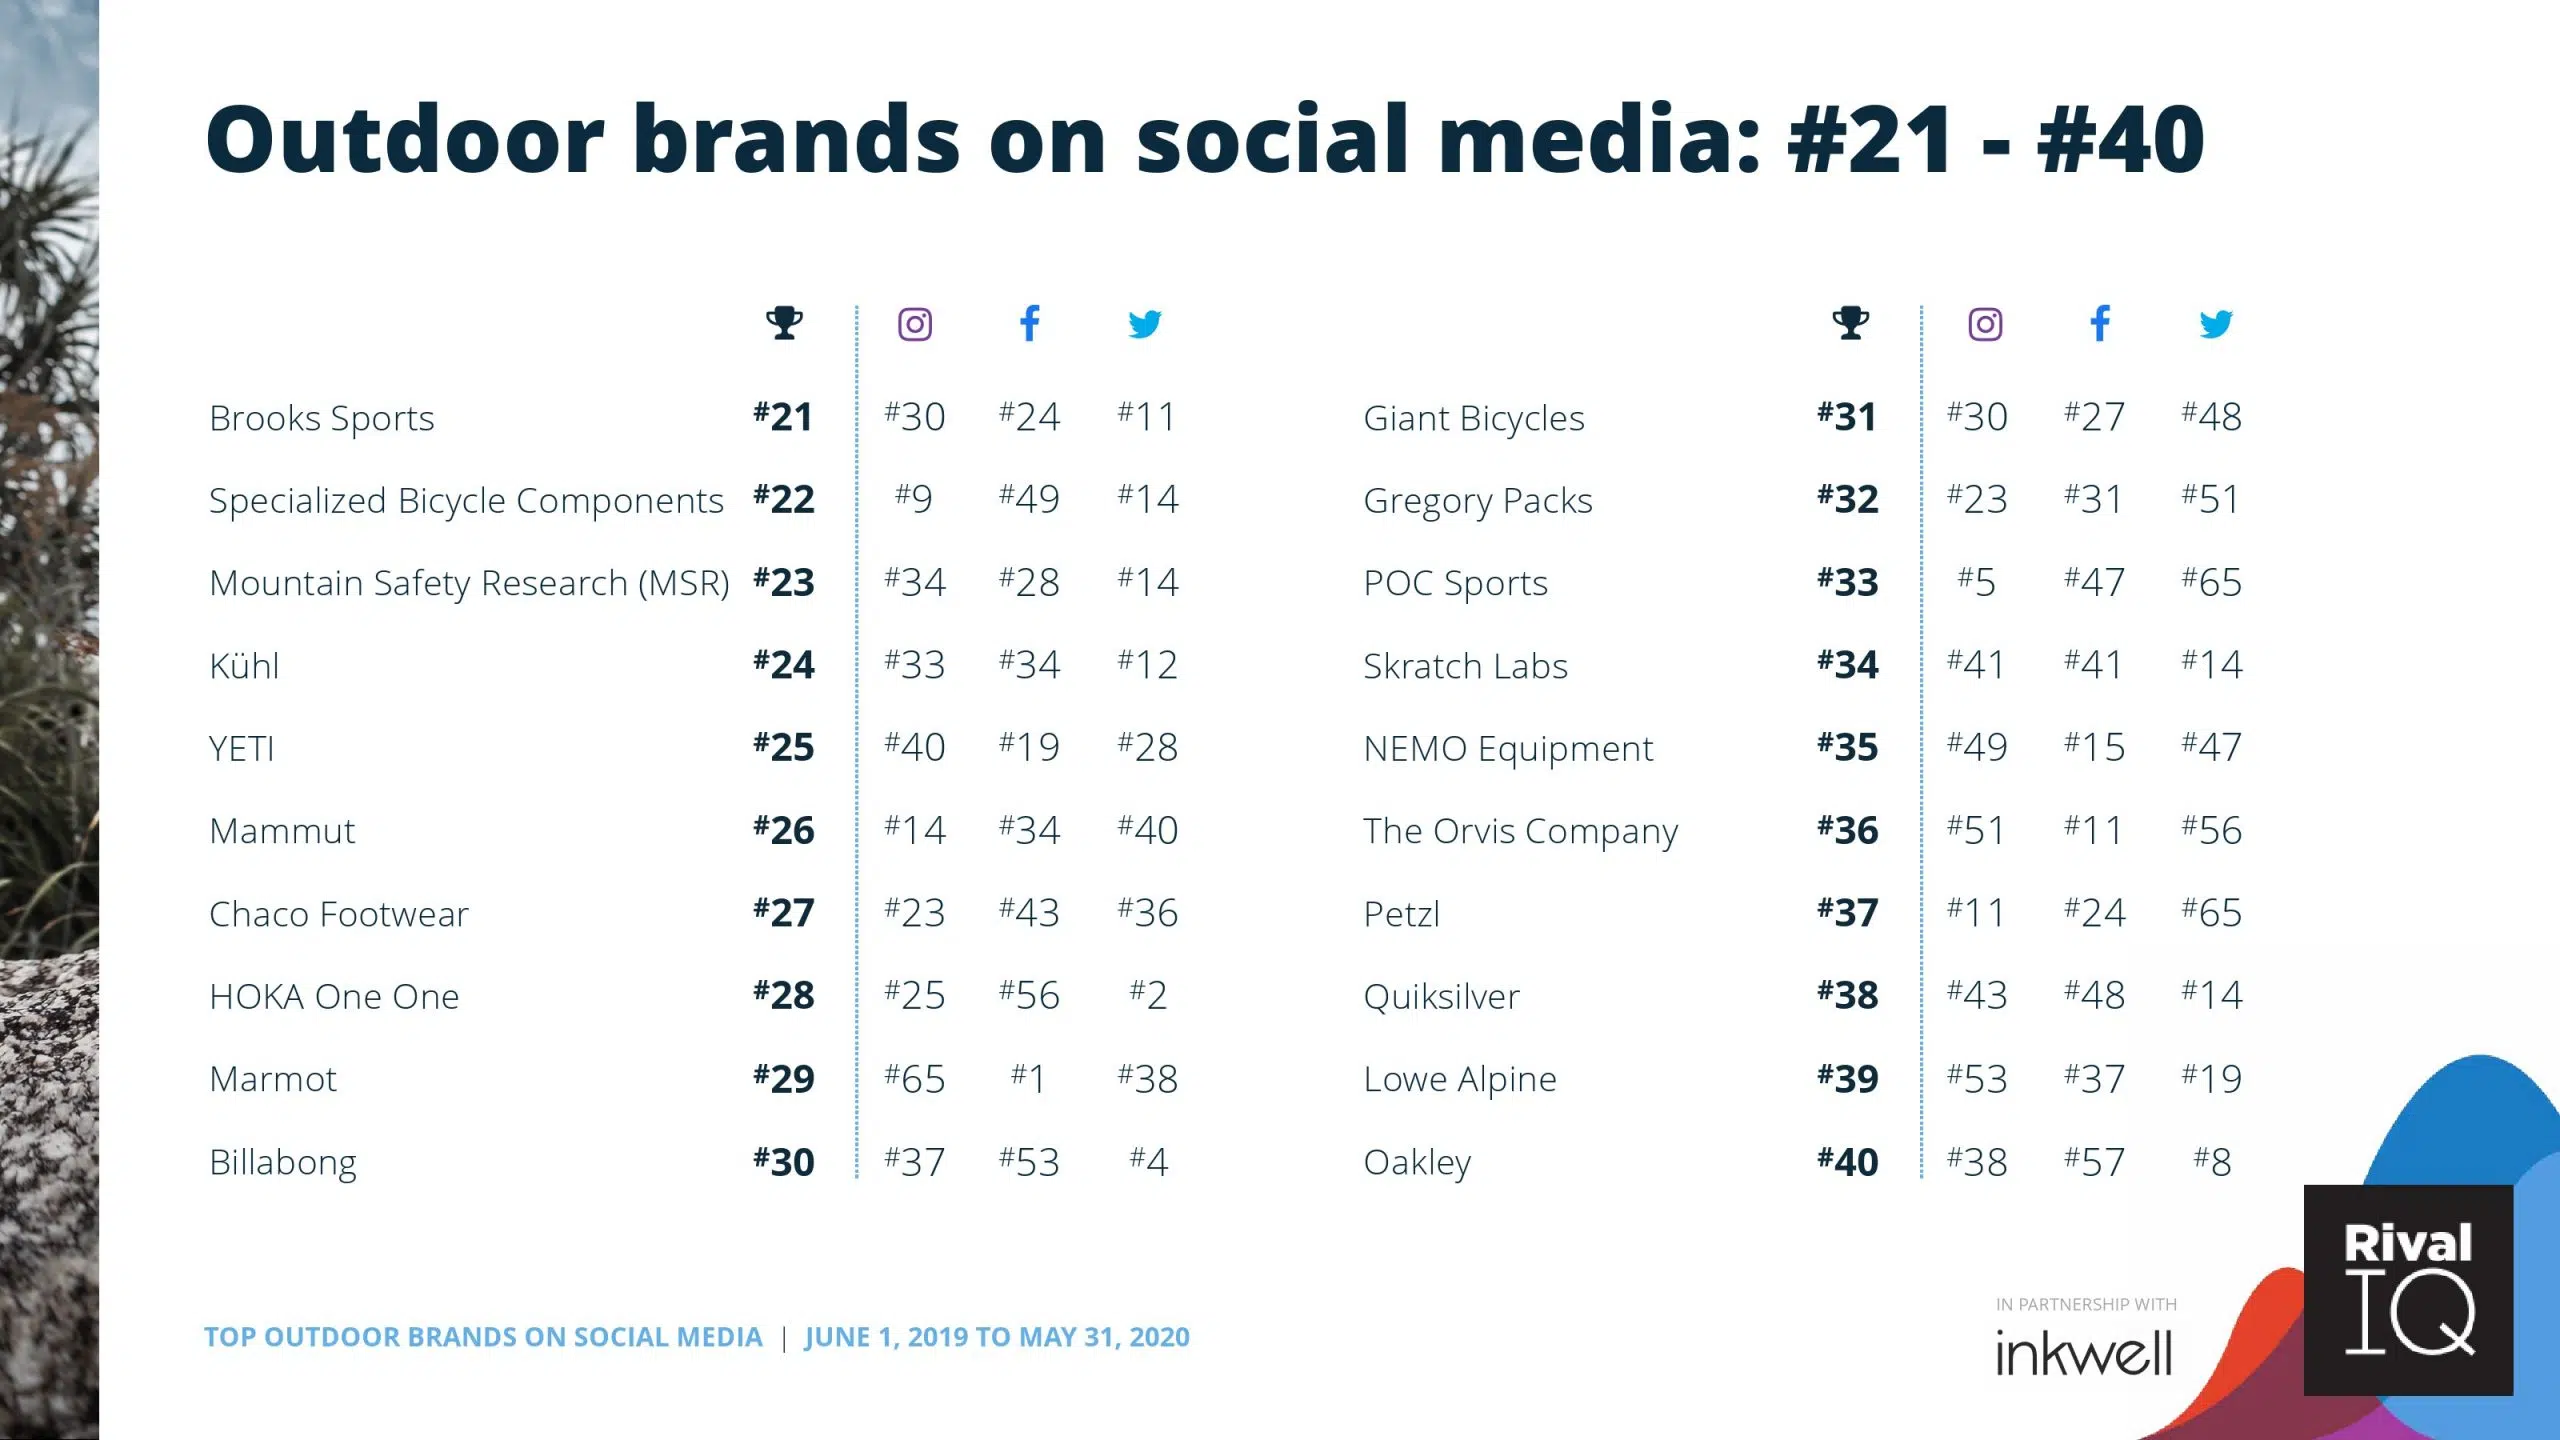 Outdoor brands on social media: #21 - #40
Brooks Sports #21 #30 #24 #11
Specialized Bicycle Components #22 #9 #49 #14
Mountain Safety Research (MSR) #23 #34 #28 #14
Kühl #24 #33 #34 #12
YETI #25 #40 #19 #28
Mammut #26 #14 #34 #40
Chaco Footwear #27 #23 #43 #36
HOKA One One #28 #25 #56 #2
Marmot #29 #65 #1 #38
Billabong #30 #37 #53 #4
Giant Bicycles #31 #30 #27 #48
Gregory Packs #32 #23 #31 #51
POC Sports #33 #5 #47 #65
Skratch Labs #34 #41 #41 #14
NEMO Equipment #35 #49 #15 #47
The Orvis Company #36 #51 #11 #56
Petzl #37 #11 #24 #65
Quiksilver #38 #43 #48 #14
Lowe Alpine #39 #53 #37 #19
Oakley #40 #38 #57 #8
TOP OUTDOOR BRANDS ON SOCIAL MEDIA | JUNE 1, 2019 TO MAY 31, 2020
IN PARTNERSHIP WITH
inkwell
Rival
IQ